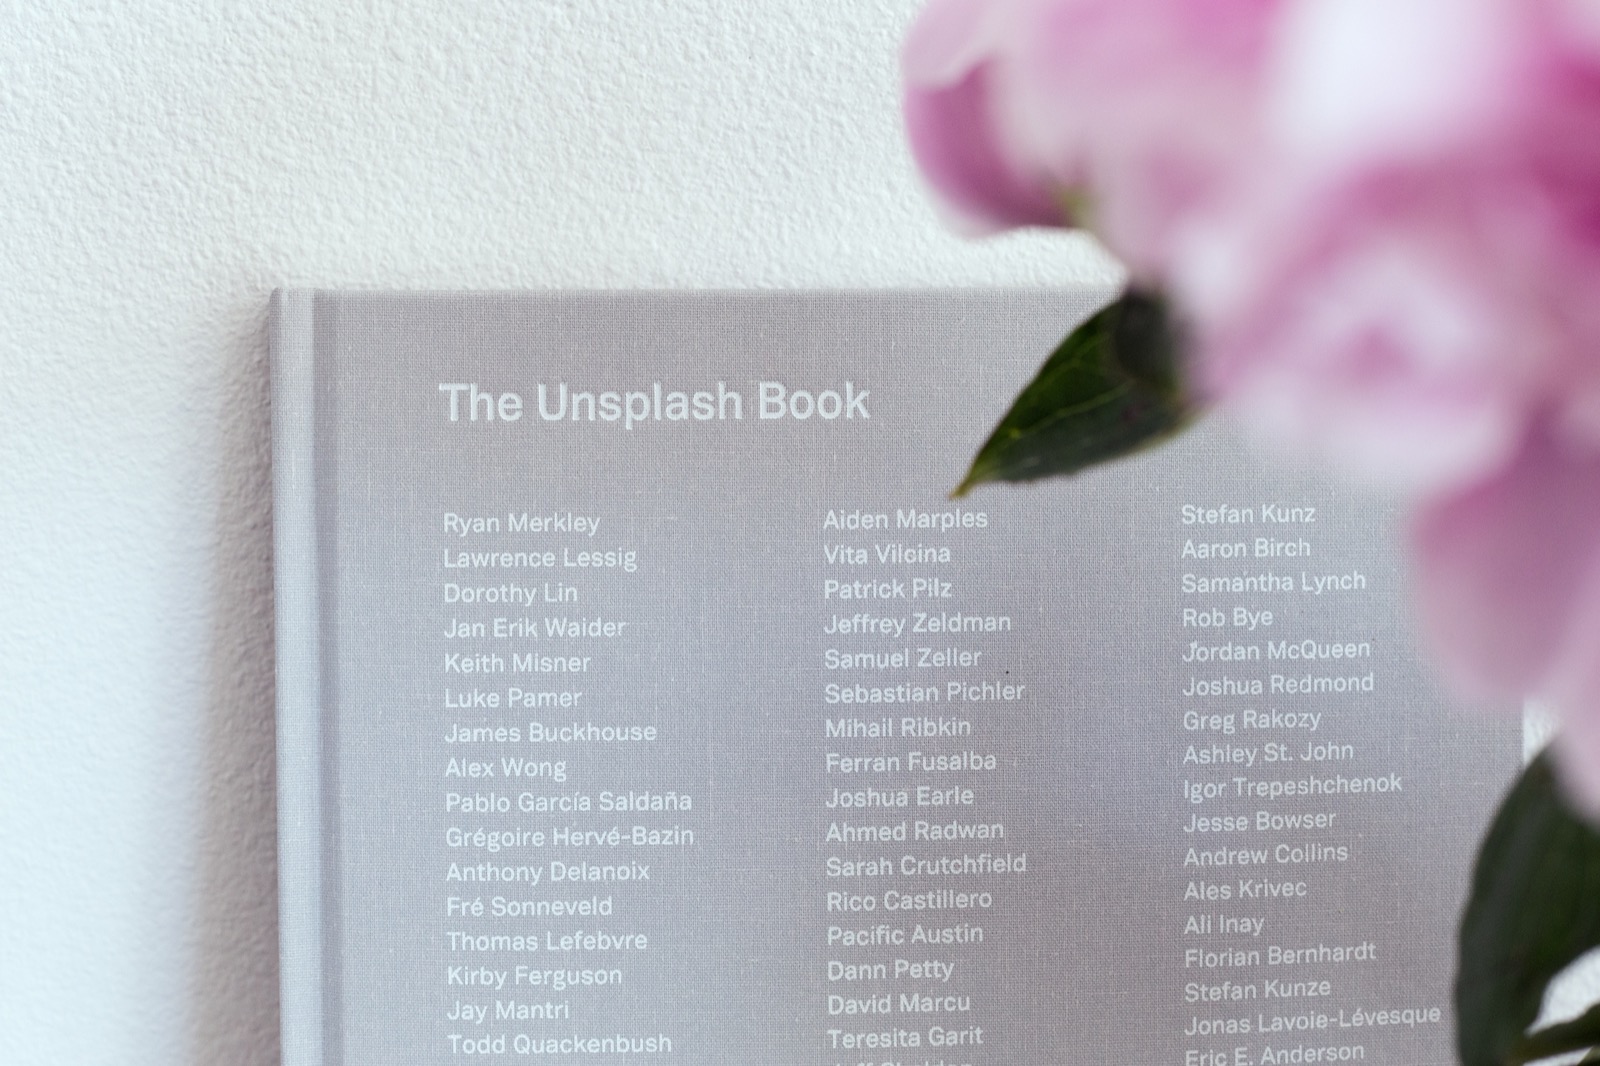 The Unsplash Book
Ryan Merkley
Lawrence Lessig
Dorothy Lin
Jan Erik Waider
Keith Misner
Luke Pamer
James Buckhouse
Alex Wong
Pablo García Saldaña
Grégoire Hervé-Bazin
Anthony Delanoix
Fré Sonneveld
Thomas Lefebvre
Kirby Ferguson
Jay Mantri
Todd Quackenbush
Aiden Marples
Vita Vilcina
Patrick Pilz
Jeffrey Zeldman
Samuel Zeller
Sebastian Pichler
Mihail Ribkin
Ferran Fusalba
Joshua Earle
Ahmed Radwan
Sarah Crutchfield
Rico Castillero
Pacific Austin
Dann Petty
David Marcu
Teresita Garit
Stefan Kunz
Aaron Birch
Samantha Lynch
Rob Bye
Jordan McQueen
Joshua Redmond
Greg Rakozy
Ashley St. John
Igor Trepeshchenok
Jesse Bowser
Andrew Collins
Ales Krivec
Ali Inay
Florian Bernhardt
Stefan Kunze
Jonas Lavoie-Lévesque
Eric E. Anderson